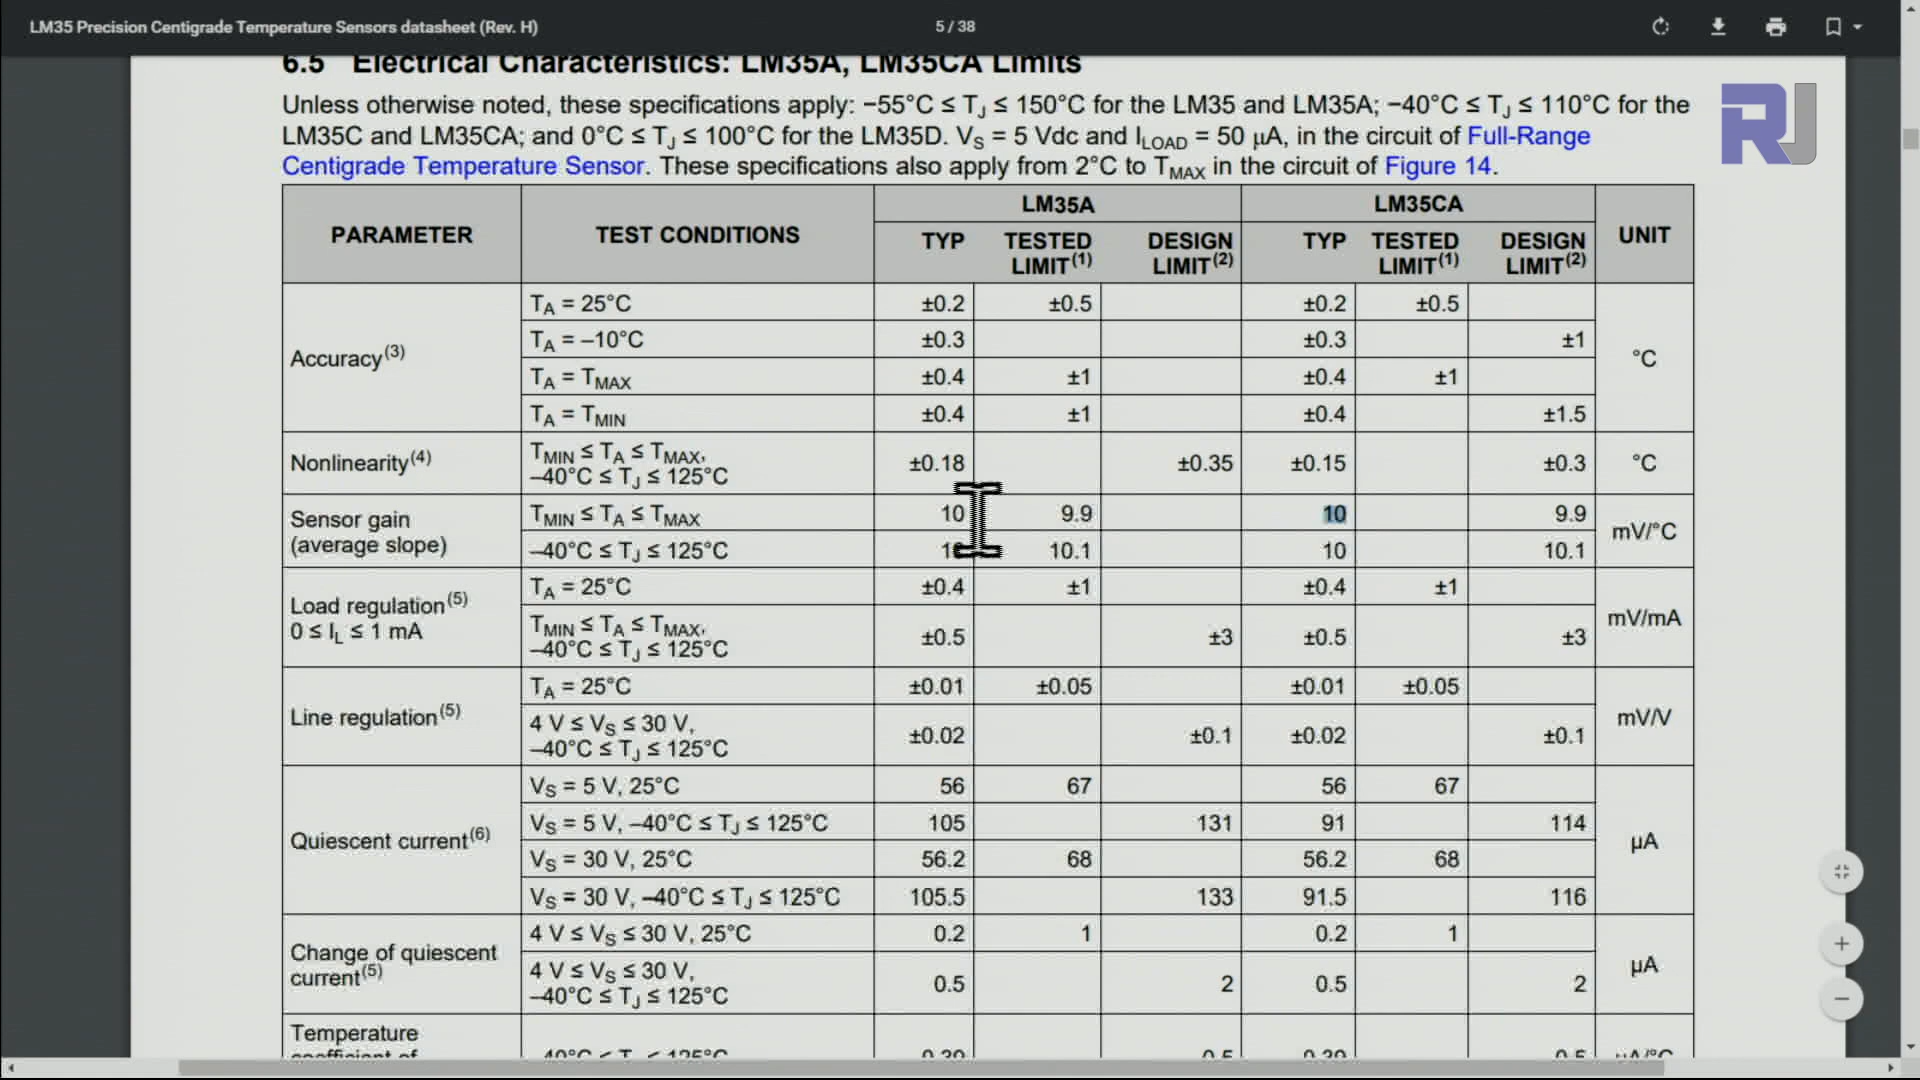 LM35 Precision Centigrade Temperature Sensors datasheet (Rev. H)
5 / 38
6.5 Electrical Characteristics: LM35A, LM35CA Limits
Unless otherwise noted, these specifications apply: −55°C ≤ TJ ≤ 150°C for the LM35 and LM35A; −40°C ≤ TJ ≤ 110°C for the
LM35C and LM35CA; and 0°C ≤ TJ ≤ 100°C for the LM35D. VS = 5 Vdc and ILOAD = 50 μA, in the circuit of Full-Range
Centigrade Temperature Sensor. These specifications also apply from 2°C to TMAX in the circuit of Figure 14.
RJ
PARAMETER TEST CONDITIONS LM35A LM35CA UNIT
TYP TESTED LIMIT(1) DESIGN LIMIT(2) TYP TESTED LIMIT(1) DESIGN LIMIT(2)
Accuracy(3)
TA = 25°C ±0.2 ±0.5 ±0.2 ±0.5
TA = –10°C ±0.3 ±0.3 ±1
°C
TA = TMAX ±0.4 ±1 ±0.4 ±1
TA = TMIN ±0.4 ±1 ±0.4 ±1.5
Nonlinearity(4)
TMIN ≤ TA ≤ TMAX,
–40°C ≤ TJ ≤ 125°C
±0.18 ±0.35 ±0.15 ±0.3 °C
Sensor gain
(average slope)
TMIN ≤ TA ≤ TMAX 10 9.9 10 9.9
–40°C ≤ TJ ≤ 125°C 10.1 10 10.1
mV/°C
Load regulation(5)
0 ≤ IL ≤ 1 mA
TA = 25°C ±0.4 ±1 ±0.4 ±1
TMIN ≤ TA ≤ TMAX,
–40°C ≤ TJ ≤ 125°C
±0.5 ±3 ±0.5 ±3
mV/mA
Line regulation(5)
TA = 25°C ±0.01 ±0.05 ±0.01 ±0.05
4 V ≤ VS ≤ 30 V,
–40°C ≤ TJ ≤ 125°C
±0.02 ±0.1 ±0.02 ±0.1
mV/V
Quiescent current(6)
VS = 5 V, 25°C 56 67 56 67
VS = 5 V, –40°C ≤ TJ ≤ 125°C 105 131 91 114
VS = 30 V, 25°C 56.2 68 56.2 68
VS = 30 V, –40°C ≤ TJ ≤ 125°C 105.5 133 91.5 116
μA
Change of quiescent
current(5)
4 V ≤ VS ≤ 30 V, 25°C 0.2 1 0.2 1
4 V ≤ VS ≤ 30 V,
–40°C ≤ TJ ≤ 125°C
0.5 2 0.5 2
μA
Temperature